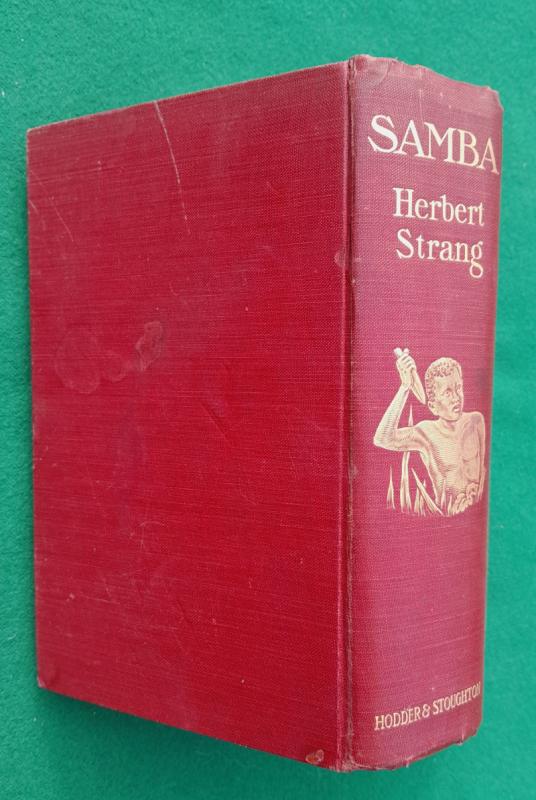 SAMBA
Herbert
Strang
HODDER & STOUGHTON